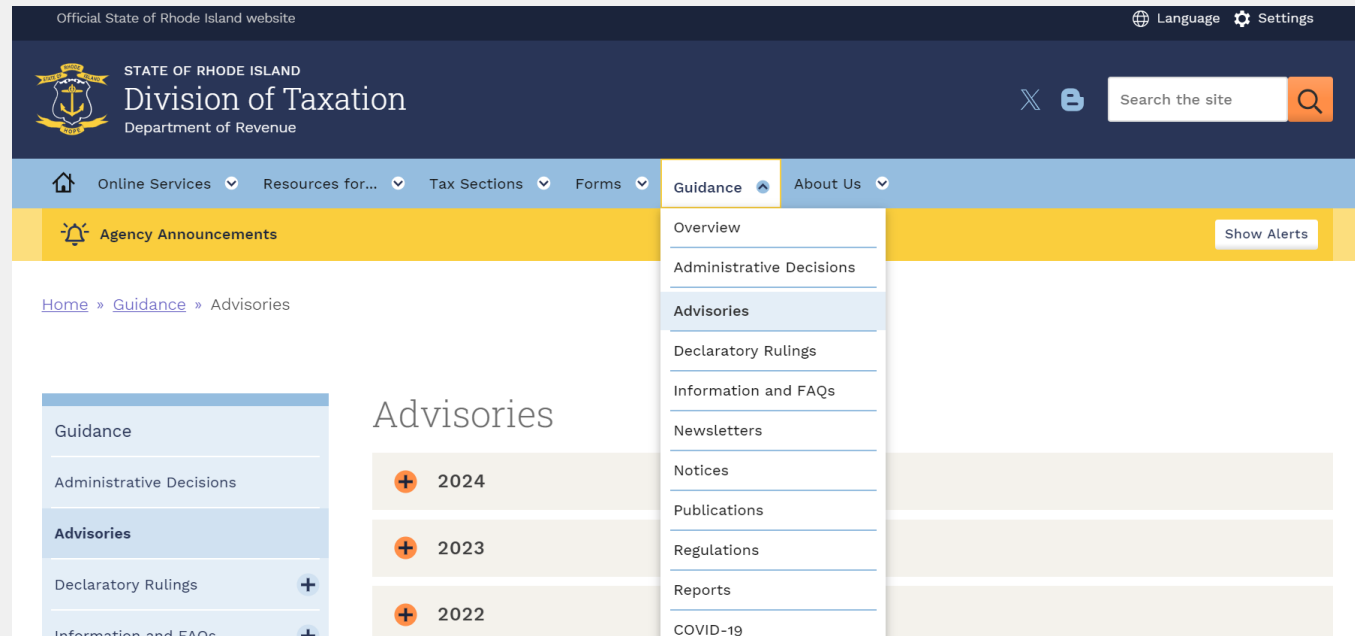 Official State of Rhode Island website
Language Settings
STATE OF RHODE ISLAND
Division of Taxation
Department of Revenue
Search the site
Online Services Resources for... Tax Sections Forms Guidance About Us
Agency Announcements
Show Alerts
Overview
Administrative Decisions
Advisories
Declaratory Rulings
Information and FAQs
Newsletters
Notices
Publications
Regulations
Reports
COVID-19
Home » Guidance » Advisories
Guidance
Administrative Decisions
Advisories
Declaratory Rulings
Information and FAQs
Advisories
2024
2023
2022